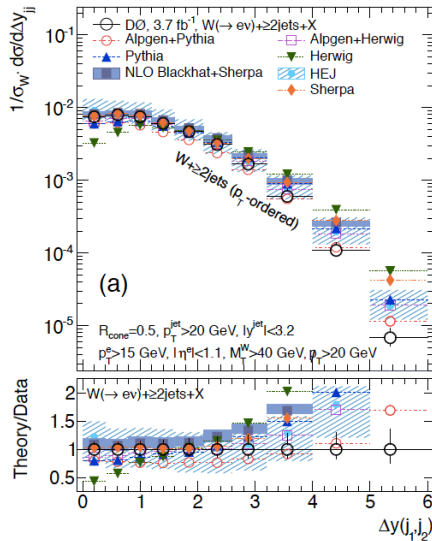 DØ, 3.7 fb⁻¹, W(→ eν)+≥2jets+X
Alpgen+Pythia
Alpgen+Herwig
Pythia
Herwig
NLO Blackhat+Sherpa
HEJ
Sherpa
1/σ_W dσ/dΔy_jj
10⁻¹
10⁻²
10⁻³
10⁻⁴
10⁻⁵
W+≥2jets (p_T-ordered)
(a)
R_cone=0.5, p_T^jet>20 GeV, |y^jet|<3.2
p_T^e>15 GeV, |η^e|<1.1, M_T^W>40 GeV, p̸_T>20 GeV
Theory/Data
W(→ eν)+≥2jets+X
2
1.5
1
0.5
0 1 2 3 4 5 6
Δy(j₁,j₂)